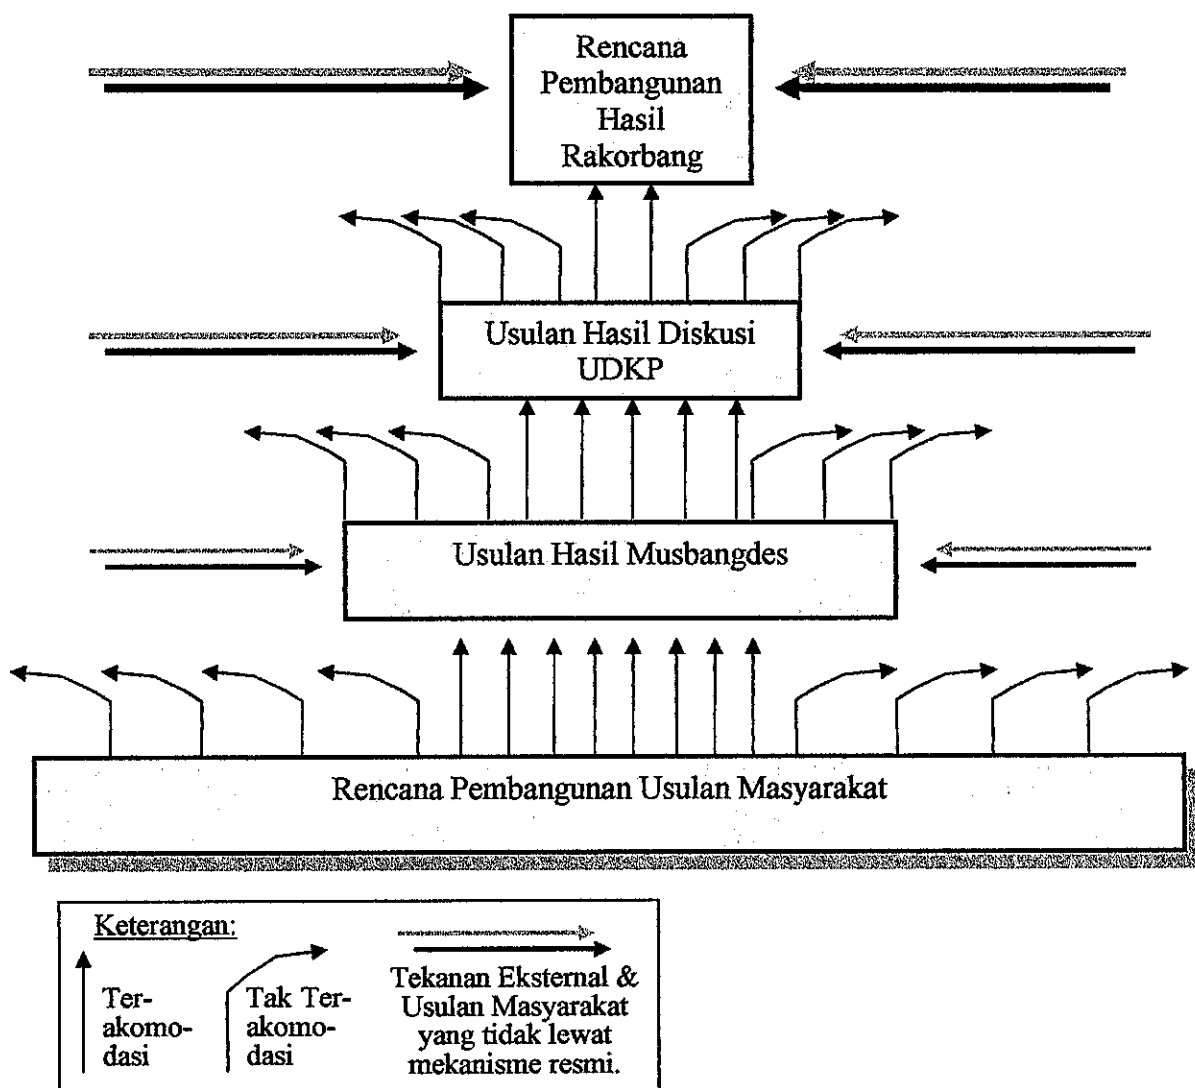 Rencana
Pembangunan
Hasil
Rakorbang
Usulan Hasil Diskusi
UDKP
Usulan Hasil Musbangdes
Rencana Pembangunan Usulan Masyarakat
Keterangan:
Ter-
akomo-
dasi
Tak Ter-
akomo-
dasi
Tekanan Eksternal &
Usulan Masyarakat
yang tidak lewat
mekanisme resmi.